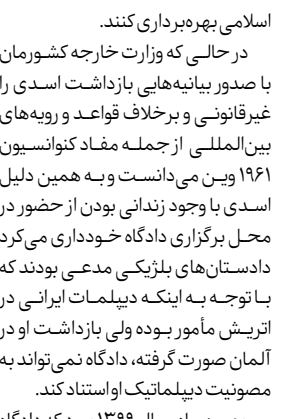 اسلامی بهره‌برداری کنند.
در حالی که وزارت خارجه کشورمان
با صدور بیانیه‌هایی بازداشت اسدی را
غیرقانونی و برخلاف قواعد و رویه‌های
بین‌المللی از جمله مفاد کنوانسیون
۱۹۶۱ وین می‌دانست و به همین دلیل
اسدی با وجود زندانی بودن از حضور در
محل برگزاری دادگاه خودداری می‌کرد
دادستان‌های بلژیکی مدعی بودند که
با توجه به اینکه دیپلمات ایرانی در
اتریش مأمور بوده ولی بازداشت او در
آلمان صورت گرفته، دادگاه نمی‌تواند به
مصونیت دیپلماتیک او استناد کند.